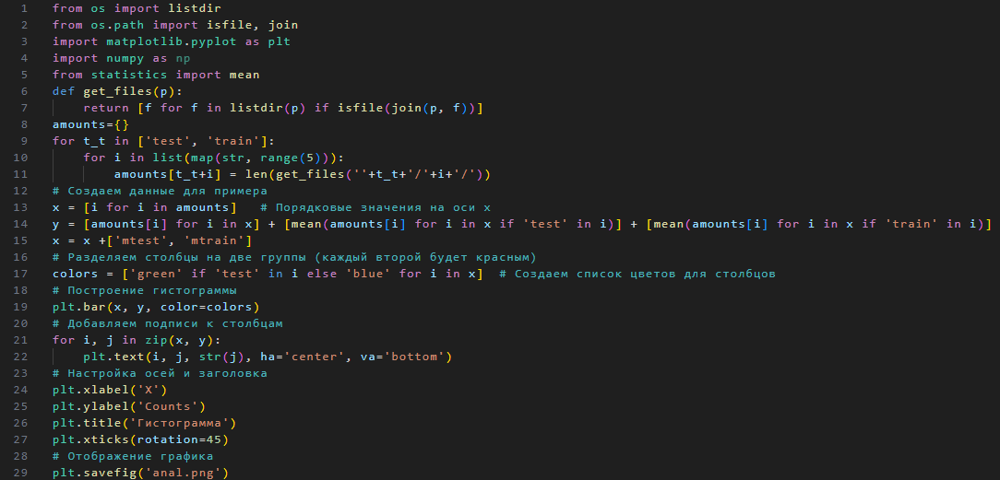 1 from os import listdir
2 from os.path import isfile, join
3 import matplotlib.pyplot as plt
4 import numpy as np
5 from statistics import mean
6 def get_files(p):
7     return [f for f in listdir(p) if isfile(join(p, f))]
8 amounts={}
9 for t_t in ['test', 'train']:
10     for i in list(map(str, range(5))):
11         amounts[t_t+i] = len(get_files(''+t_t+'/'+i+'/'))
12 # Создаем данные для примера
13 x = [i for i in amounts]   # Порядковые значения на оси x
14 y = [amounts[i] for i in x] + [mean(amounts[i] for i in x if 'test' in i)] + [mean(amounts[i] for i in x if 'train' in i)]
15 x = x +['mtest', 'mtrain']
16 # Разделяем столбцы на две группы (каждый второй будет красным)
17 colors = ['green' if 'test' in i else 'blue' for i in x]  # Создаем список цветов для столбцов
18 # Построение гистограммы
19 plt.bar(x, y, color=colors)
20 # Добавляем подписи к столбцам
21 for i, j in zip(x, y):
22     plt.text(i, j, str(j), ha='center', va='bottom')
23 # Настройка осей и заголовка
24 plt.xlabel('X')
25 plt.ylabel('Counts')
26 plt.title('Гистограмма')
27 plt.xticks(rotation=45)
28 # Отображение графика
29 plt.savefig('anal.png')